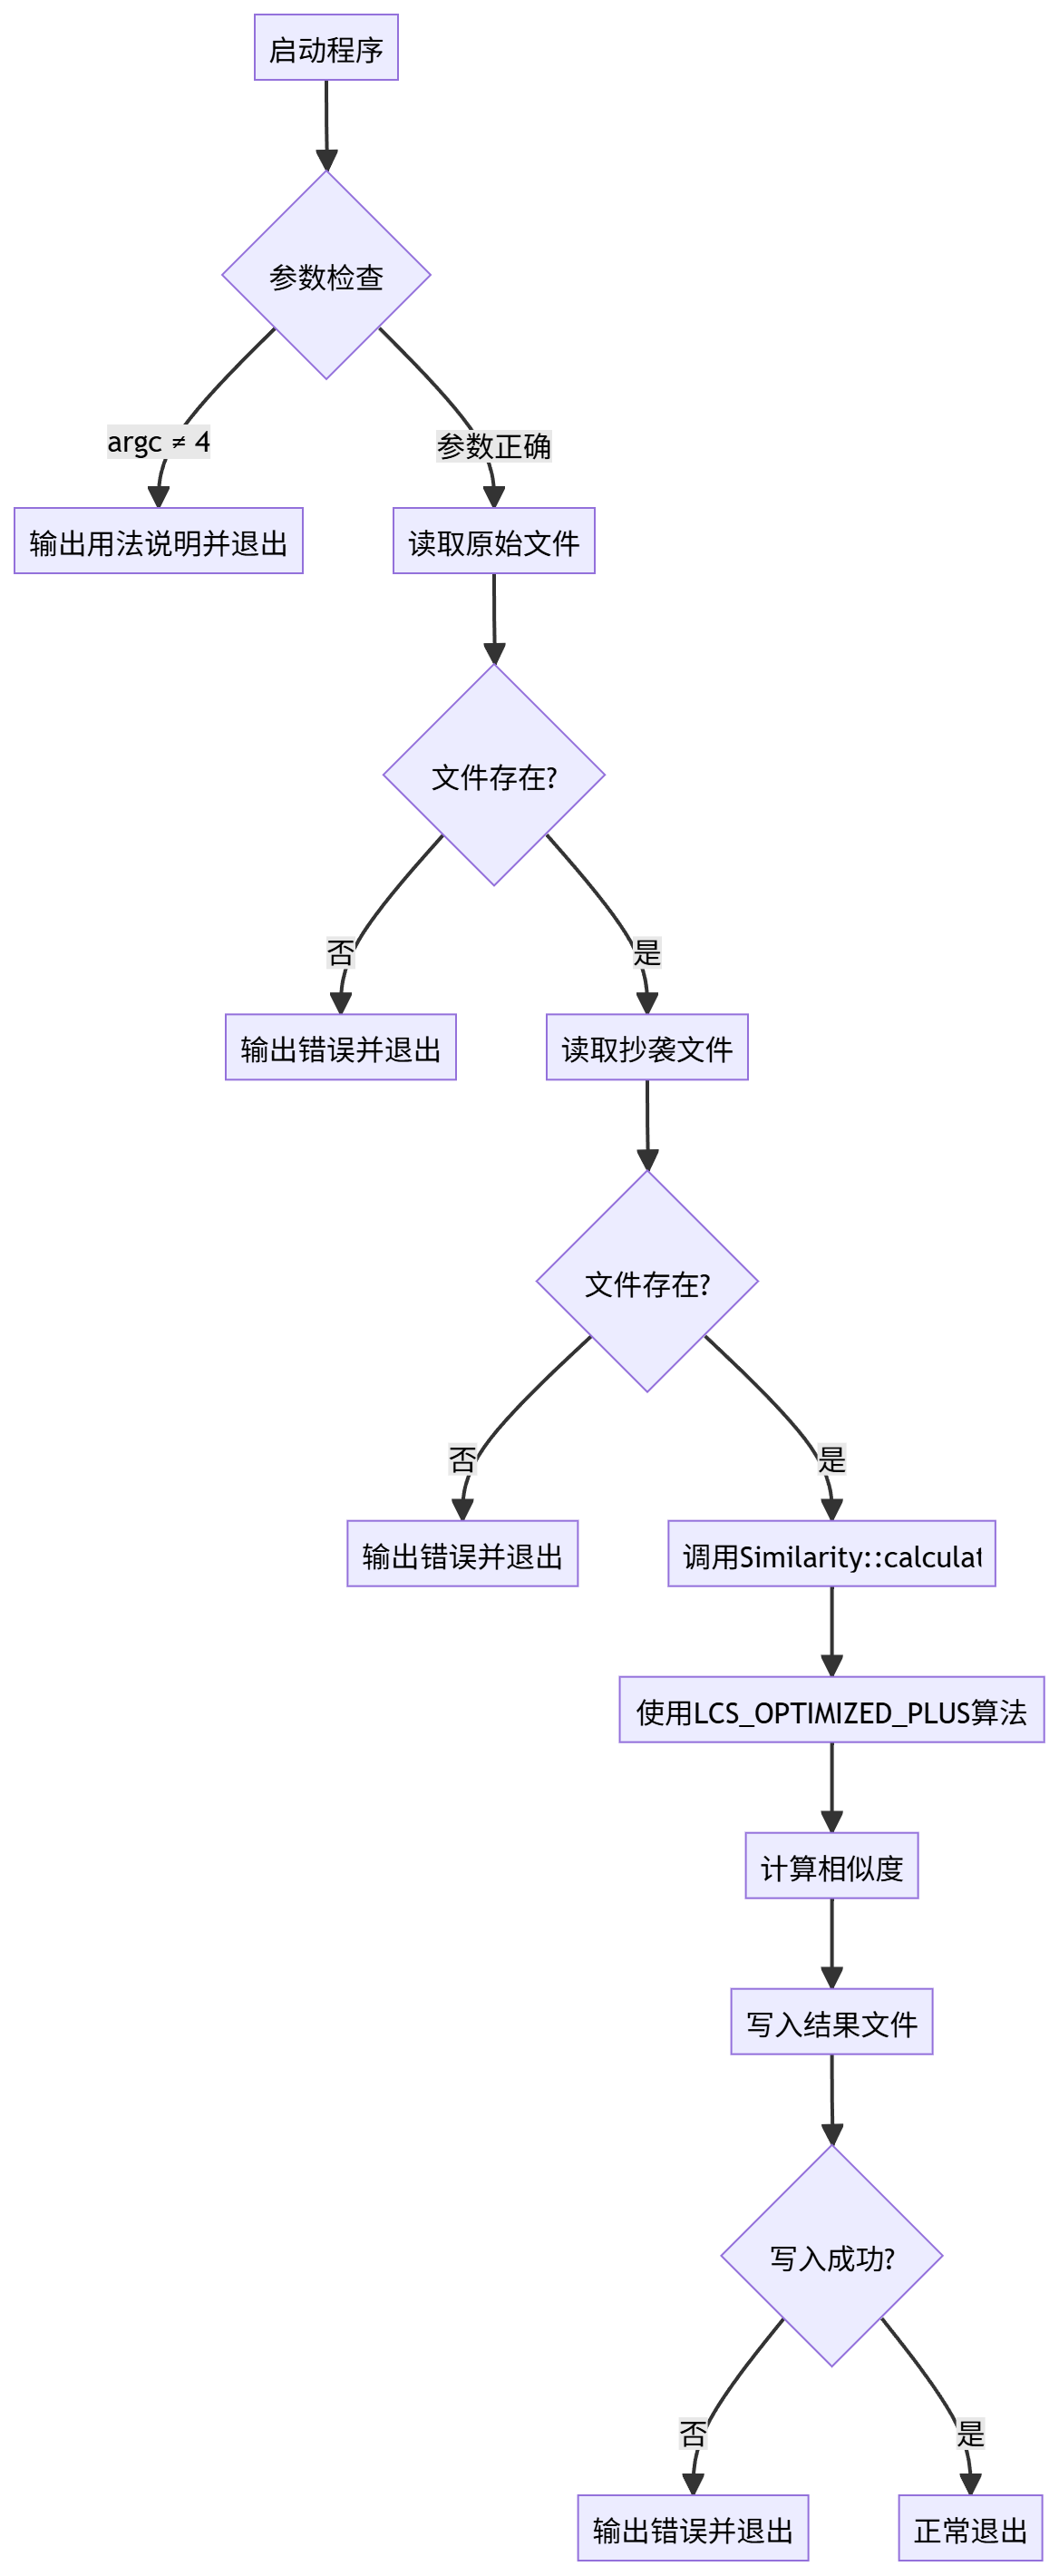 启动程序
参数检查
argc ≠ 4
参数正确
输出用法说明并退出
读取原始文件
文件存在?
否
是
输出错误并退出
读取抄袭文件
文件存在?
否
是
输出错误并退出
调用Similarity::calculat
使用LCS_OPTIMIZED_PLUS算法
计算相似度
写入结果文件
写入成功?
否
是
输出错误并退出
正常退出